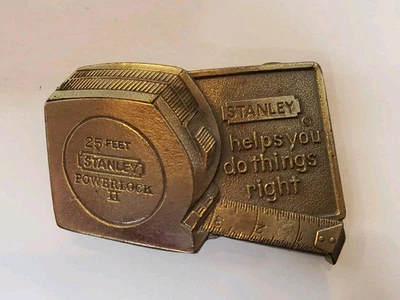 25 FEET
STANLEY
POWERLOCK
II
STANLEY
®
helps you
do things
right